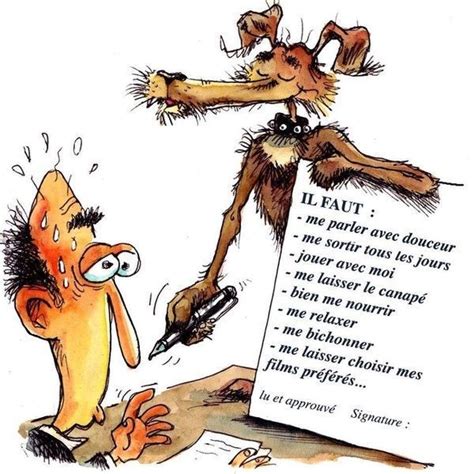 IL FAUT :
- me parler avec douceur
- me sortir tous les jours
- jouer avec moi
- me laisser le canapé
- bien me nourrir
- me relaxer
- me bichonner
- me laisser choisir mes
films préférés...
lu et approuvé Signature :